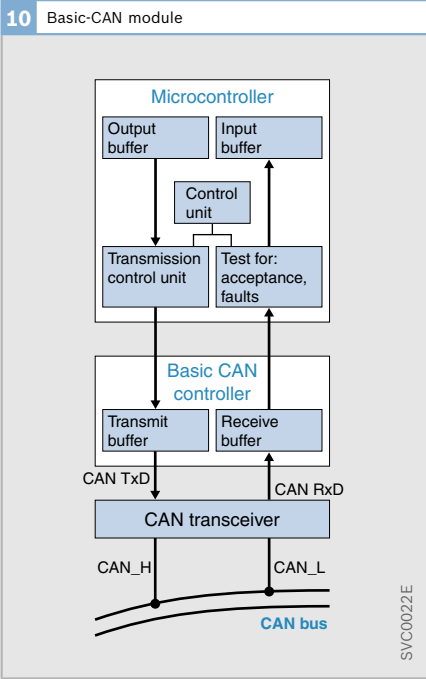 10 Basic-CAN module
Microcontroller
Output
buffer
Input
buffer
Control
unit
Transmission
control unit
Test for:
acceptance,
faults
Basic CAN
controller
Transmit
buffer
Receive
buffer
CAN TxD
CAN RxD
CAN transceiver
CAN_H
CAN_L
CAN bus
SVC0022E